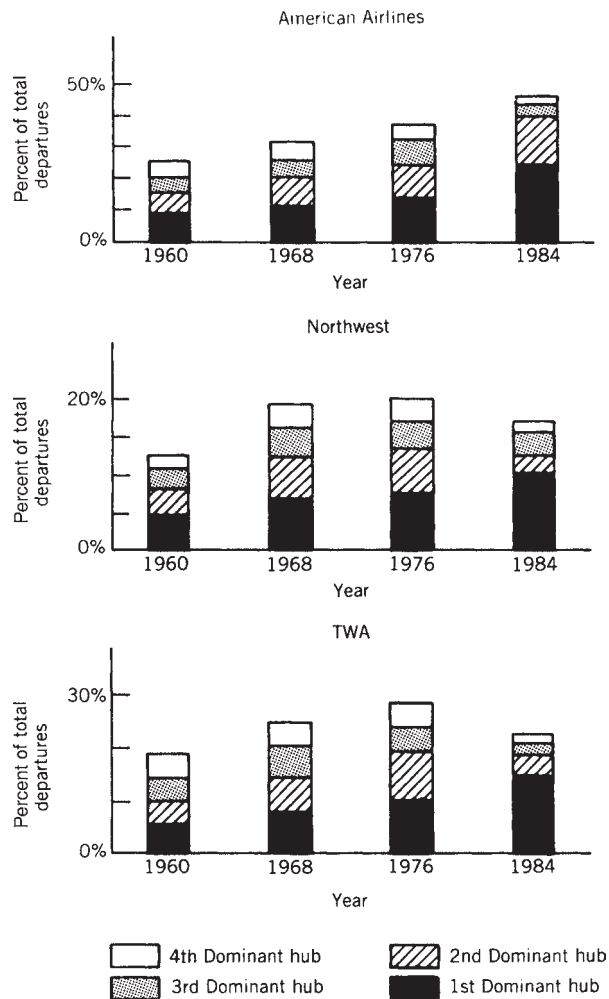 American Airlines
50%
0%
Percent of total
departures
1960 1968 1976 1984
Year
Northwest
20%
0%
Percent of total
departures
1960 1968 1976 1984
Year
TWA
30%
0%
Percent of total
departures
1960 1968 1976 1984
Year
4th Dominant hub 2nd Dominant hub
3rd Dominant hub 1st Dominant hub